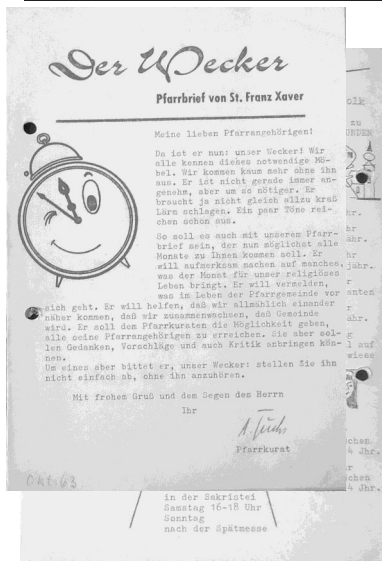 Der Wecker
Pfarrbrief von St. Franz Xaver
Meine lieben Pfarrangehörigen!
Da ist er nun: unser Wecker! Wir
alle kennen dieses notwendige Mö-
bel. Wir kommen kaum mehr ohne ihn
aus. Er ist nicht gerade immer an-
genehm, aber um so nötiger. Er
braucht ja nicht gleich allzu kraß
Lärm schlagen. Ein paar Töne rei-
chen schon aus.
So soll es auch mit unserem Pfarr-
brief sein, der nun möglichst alle
Monate zu Ihnen kommen soll. Er
will aufmerksam machen auf manches,
was der Monat für unser religiöses
Leben bringt. Er will vermelden,
was im Leben der Pfarrgemeinde vor
sich geht. Er will helfen, daß wir allmählich einander
näher kommen, daß wir zusammenwachsen, daß Gemeinde
wird. Er soll dem Pfarrkuraten die Möglichkeit geben,
alle seine Pfarrangehörigen zu erreichen. Sie aber sol-
len Gedanken, Vorschläge und auch Kritik anbringen kön-
nen.
Um eines aber bittet er, unser Wecker: stellen Sie ihn
nicht einfach ab, ohne ihn anzuhören.
Mit frohem Gruß und dem Segen des Herrn
Ihr
A. Fuchs
Pfarrkurat
Okt. 63
in der Sakristei
Samstag 16-18 Uhr
Sonntag
nach der Spätmesse